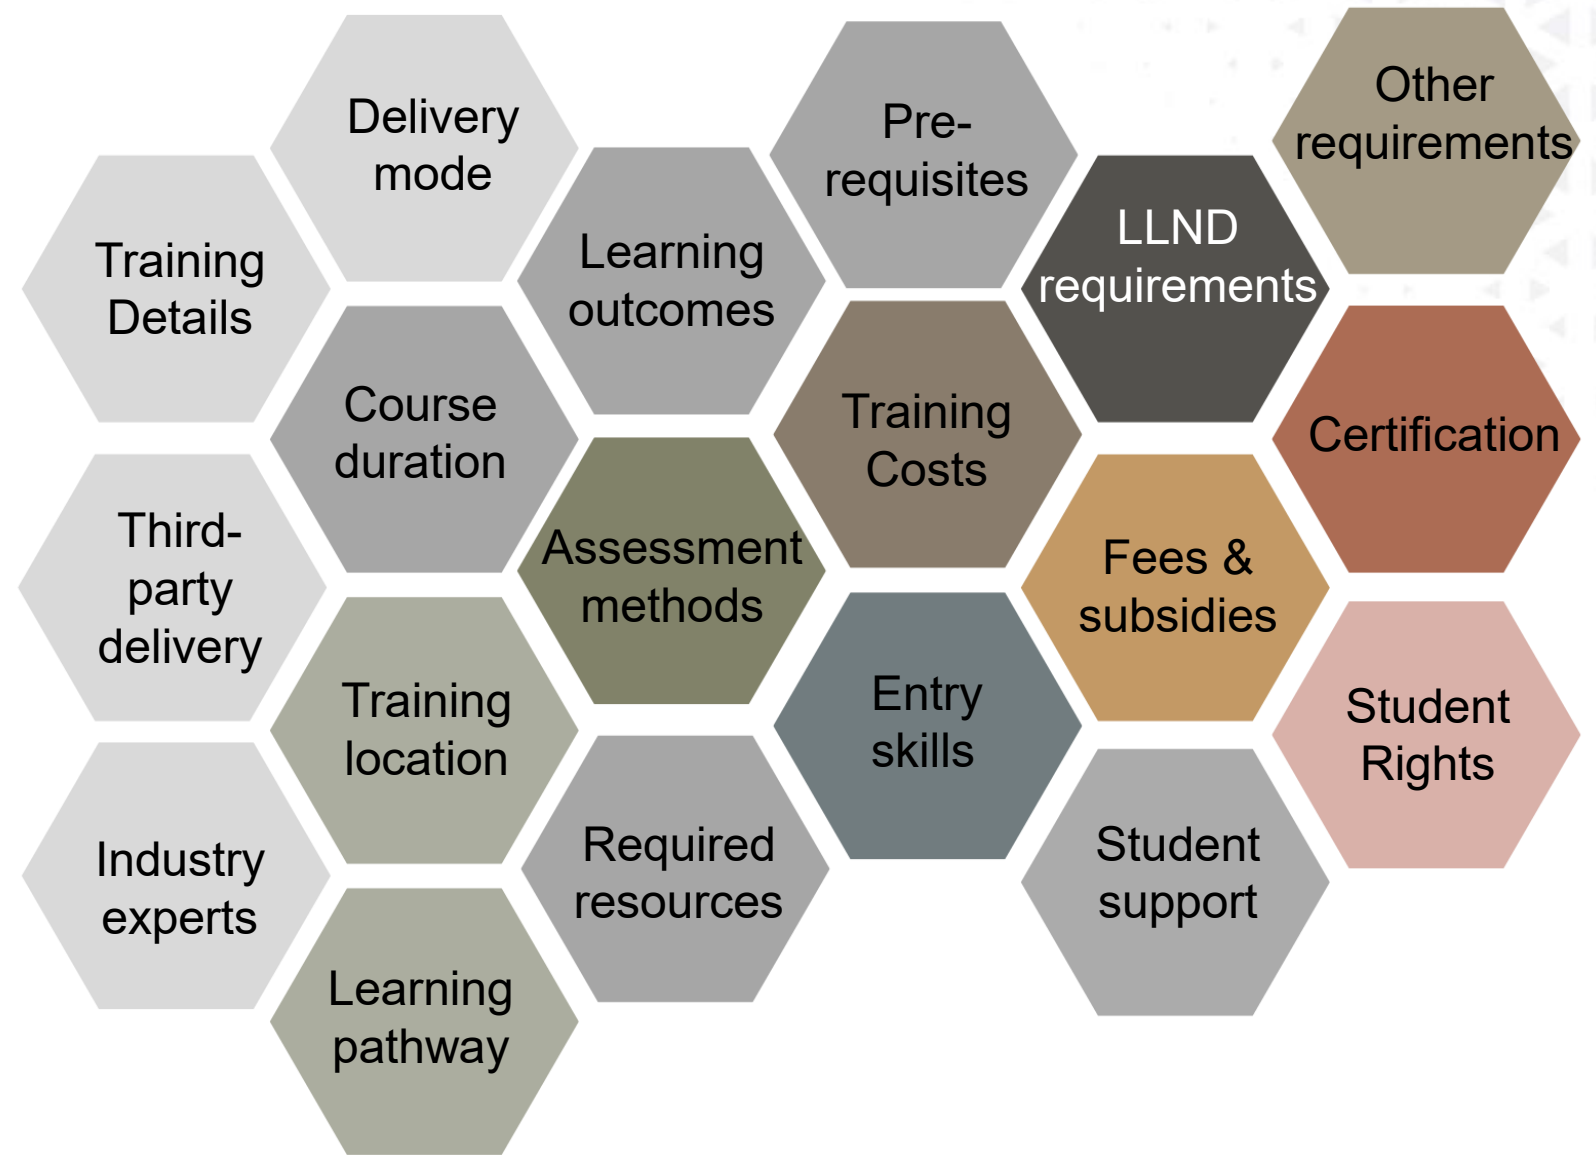 Delivery
mode
Pre-
requisites
Other
requirements
Training
Details
Learning
outcomes
LLND
requirements
Course
duration
Training
Costs
Certification
Third-
party
delivery
Assessment
methods
Fees &
subsidies
Training
location
Entry
skills
Student
Rights
Industry
experts
Required
resources
Student
support
Learning
pathway